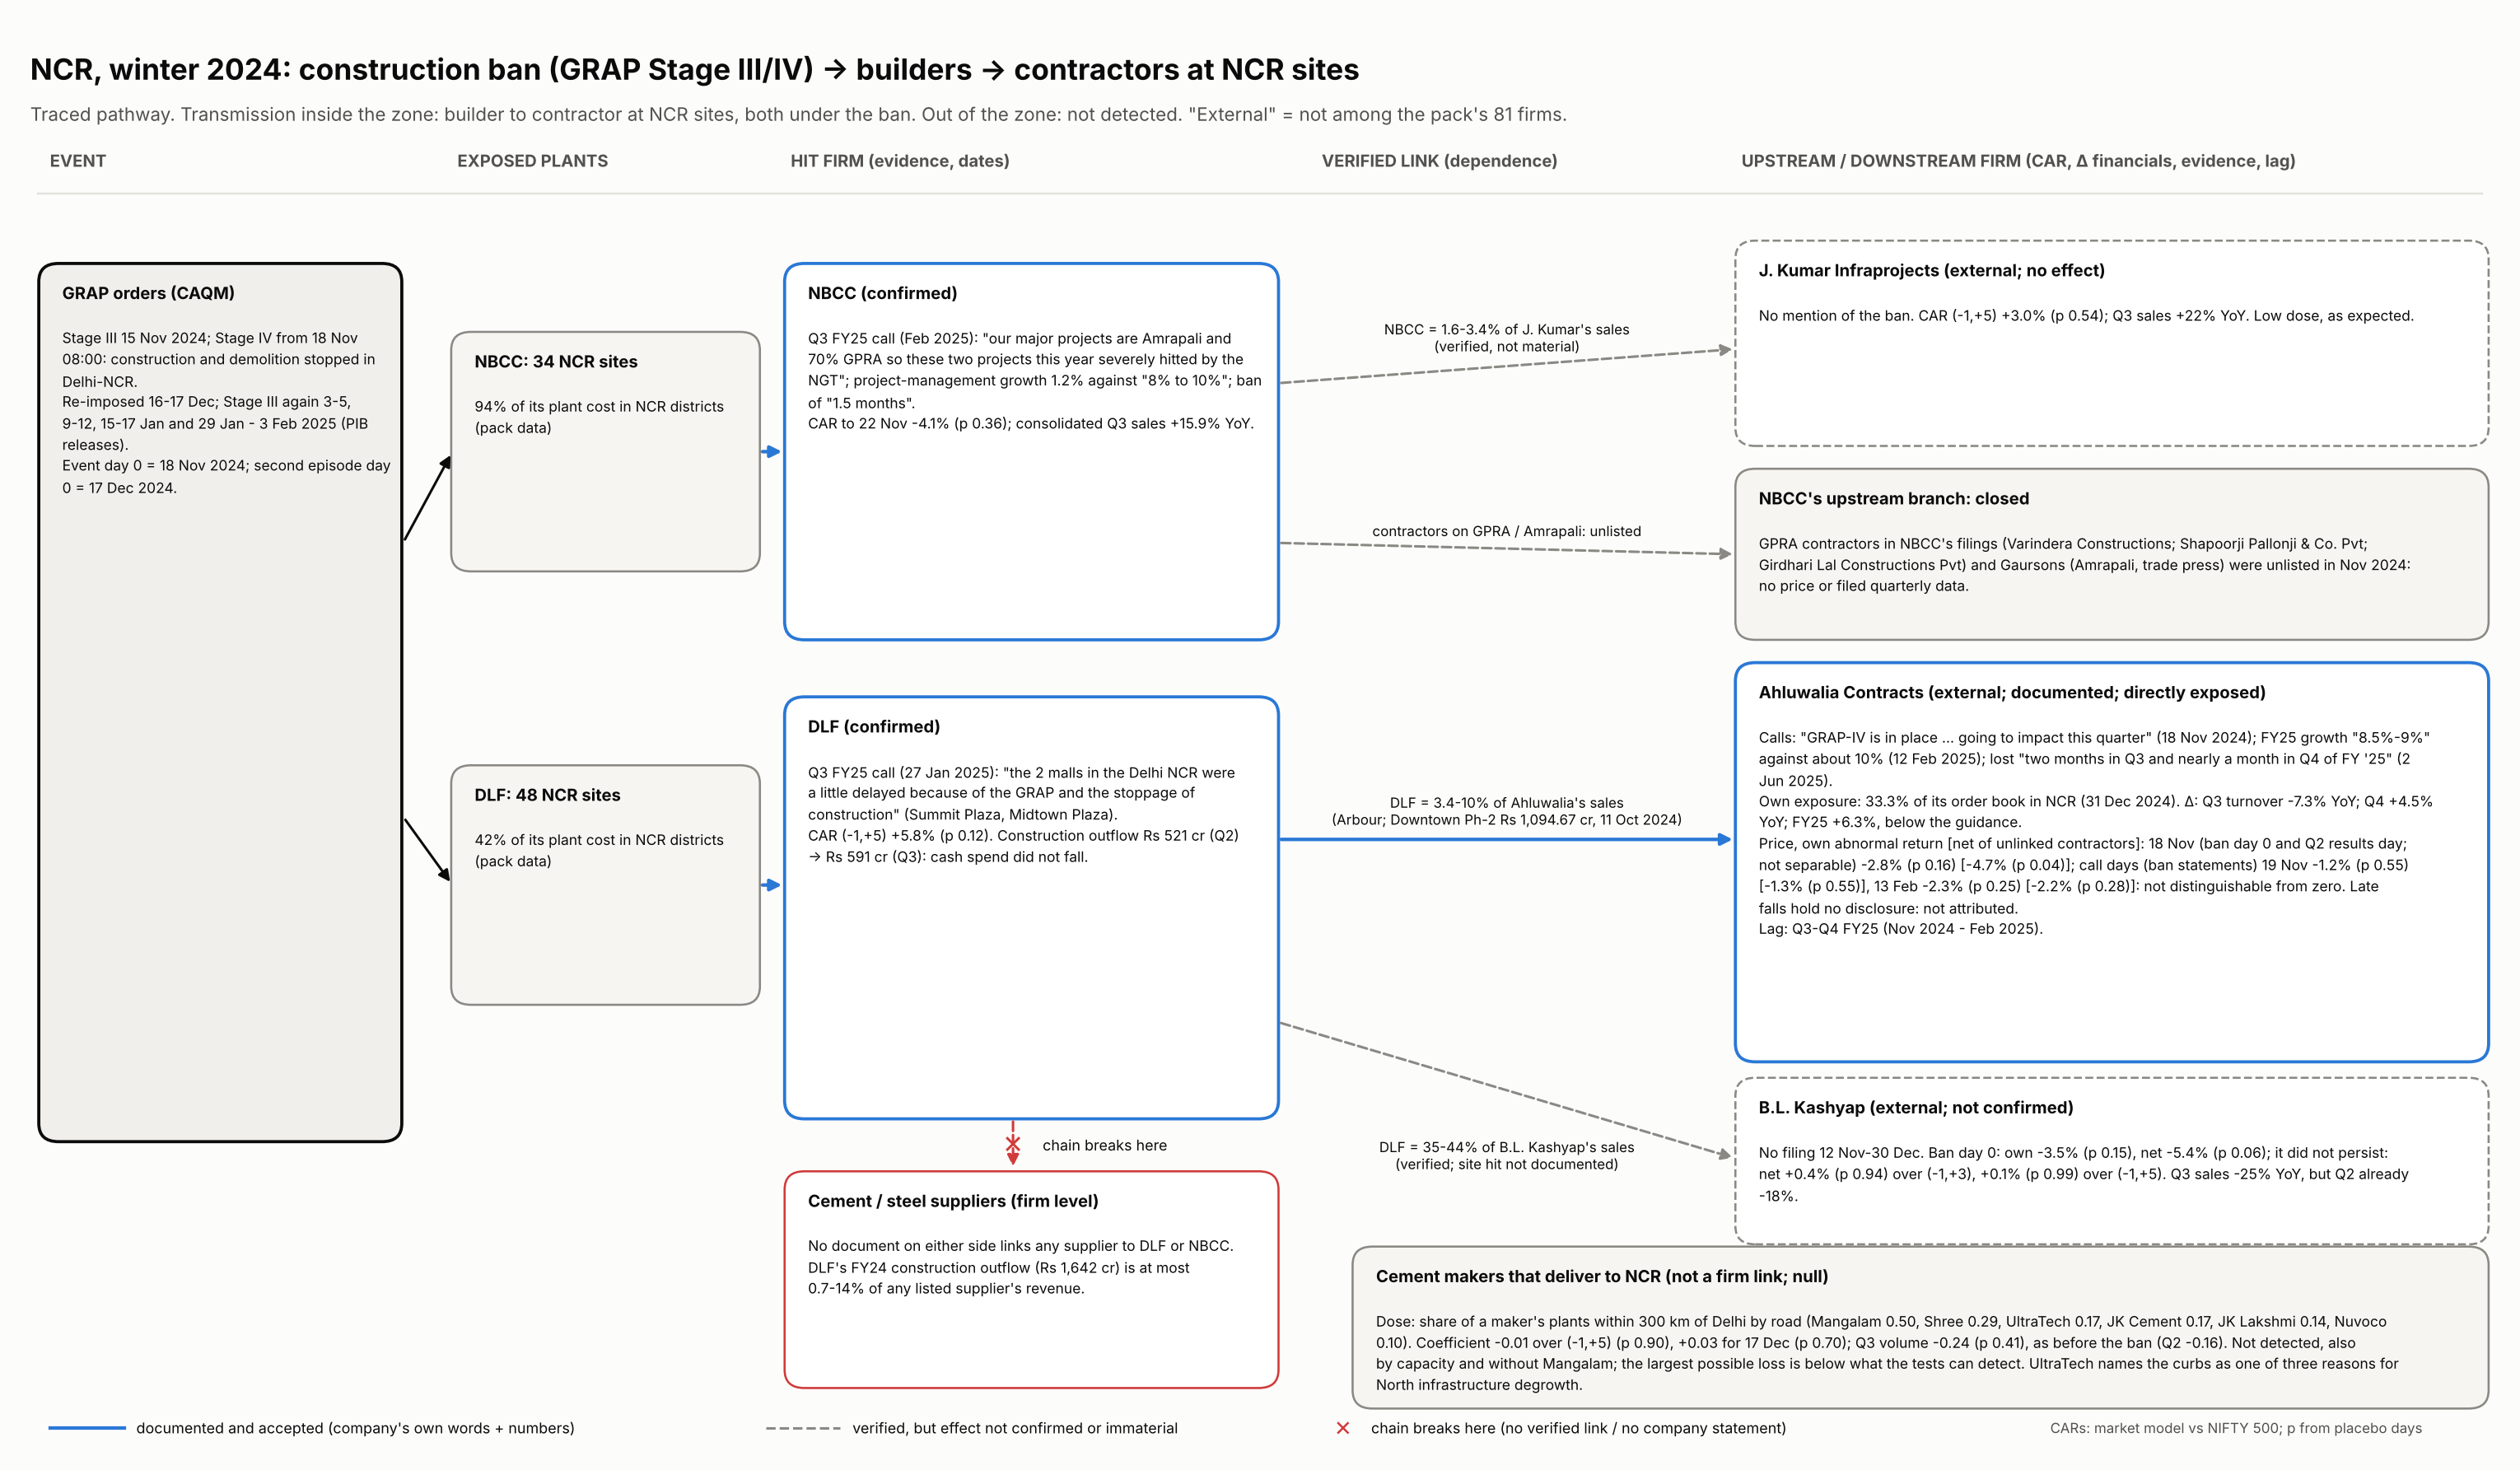 NCR, winter 2024: construction ban (GRAP Stage III/IV) → builders → contractors at NCR sites
Traced pathway. Transmission inside the zone: builder to contractor at NCR sites, both under the ban. Out of the zone: not detected. "External" = not among the pack's 81 firms.
EVENT
EXPOSED PLANTS
HIT FIRM (evidence, dates)
VERIFIED LINK (dependence)
UPSTREAM / DOWNSTREAM FIRM (CAR, Δ financials, evidence, lag)
GRAP orders (CAQM)
Stage III 15 Nov 2024; Stage IV from 18 Nov
08:00: construction and demolition stopped in
Delhi-NCR.
Re-imposed 16-17 Dec; Stage III again 3-5,
9-12, 15-17 Jan and 29 Jan - 3 Feb 2025 (PIB
releases).
Event day 0 = 18 Nov 2024; second episode day
0 = 17 Dec 2024.
NBCC: 34 NCR sites
94% of its plant cost in NCR districts
(pack data)
DLF: 48 NCR sites
42% of its plant cost in NCR districts
(pack data)
NBCC (confirmed)
Q3 FY25 call (Feb 2025): "our major projects are Amrapali and
70% GPRA so these two projects this year severely hitted by the
NGT"; project-management growth 1.2% against "8% to 10%"; ban
of "1.5 months".
CAR to 22 Nov -4.1% (p 0.36); consolidated Q3 sales +15.9% YoY.
DLF (confirmed)
Q3 FY25 call (27 Jan 2025): "the 2 malls in the Delhi NCR were
a little delayed because of the GRAP and the stoppage of
construction" (Summit Plaza, Midtown Plaza).
CAR (-1,+5) +5.8% (p 0.12). Construction outflow Rs 521 cr (Q2)
→ Rs 591 cr (Q3): cash spend did not fall.
chain breaks here
Cement / steel suppliers (firm level)
No document on either side links any supplier to DLF or NBCC.
DLF's FY24 construction outflow (Rs 1,642 cr) is at most
0.7-14% of any listed supplier's revenue.
NBCC = 1.6-3.4% of J. Kumar's sales
(verified, not material)
contractors on GPRA / Amrapali: unlisted
DLF = 3.4-10% of Ahluwalia's sales
(Arbour; Downtown Ph-2 Rs 1,094.67 cr, 11 Oct 2024)
DLF = 35-44% of B.L. Kashyap's sales
(verified; site hit not documented)
J. Kumar Infraprojects (external; no effect)
No mention of the ban. CAR (-1,+5) +3.0% (p 0.54); Q3 sales +22% YoY. Low dose, as expected.
NBCC's upstream branch: closed
GPRA contractors in NBCC's filings (Varindera Constructions; Shapoorji Pallonji & Co. Pvt;
Girdhari Lal Constructions Pvt) and Gaursons (Amrapali, trade press) were unlisted in Nov 2024:
no price or filed quarterly data.
Ahluwalia Contracts (external; documented; directly exposed)
Calls: "GRAP-IV is in place ... going to impact this quarter" (18 Nov 2024); FY25 growth "8.5%-9%"
against about 10% (12 Feb 2025); lost "two months in Q3 and nearly a month in Q4 of FY '25" (2
Jun 2025).
Own exposure: 33.3% of its order book in NCR (31 Dec 2024). Δ: Q3 turnover -7.3% YoY; Q4 +4.5%
YoY; FY25 +6.3%, below the guidance.
Price, own abnormal return [net of unlinked contractors]: 18 Nov (ban day 0 and Q2 results day;
not separable) -2.8% (p 0.16) [-4.7% (p 0.04)]; call days (ban statements) 19 Nov -1.2% (p 0.55)
[-1.3% (p 0.55)], 13 Feb -2.3% (p 0.25) [-2.2% (p 0.28)]: not distinguishable from zero. Late
falls hold no disclosure: not attributed.
Lag: Q3-Q4 FY25 (Nov 2024 - Feb 2025).
B.L. Kashyap (external; not confirmed)
No filing 12 Nov-30 Dec. Ban day 0: own -3.5% (p 0.15), net -5.4% (p 0.06); it did not persist:
net +0.4% (p 0.94) over (-1,+3), +0.1% (p 0.99) over (-1,+5). Q3 sales -25% YoY, but Q2 already
-18%.
Cement makers that deliver to NCR (not a firm link; null)
Dose: share of a maker's plants within 300 km of Delhi by road (Mangalam 0.50, Shree 0.29, UltraTech 0.17, JK Cement 0.17, JK Lakshmi 0.14, Nuvoco
0.10). Coefficient -0.01 over (-1,+5) (p 0.90), +0.03 for 17 Dec (p 0.70); Q3 volume -0.24 (p 0.41), as before the ban (Q2 -0.16). Not detected, also
by capacity and without Mangalam; the largest possible loss is below what the tests can detect. UltraTech names the curbs as one of three reasons for
North infrastructure degrowth.
documented and accepted (company's own words + numbers)
verified, but effect not confirmed or immaterial
chain breaks here (no verified link / no company statement)
CARs: market model vs NIFTY 500; p from placebo days